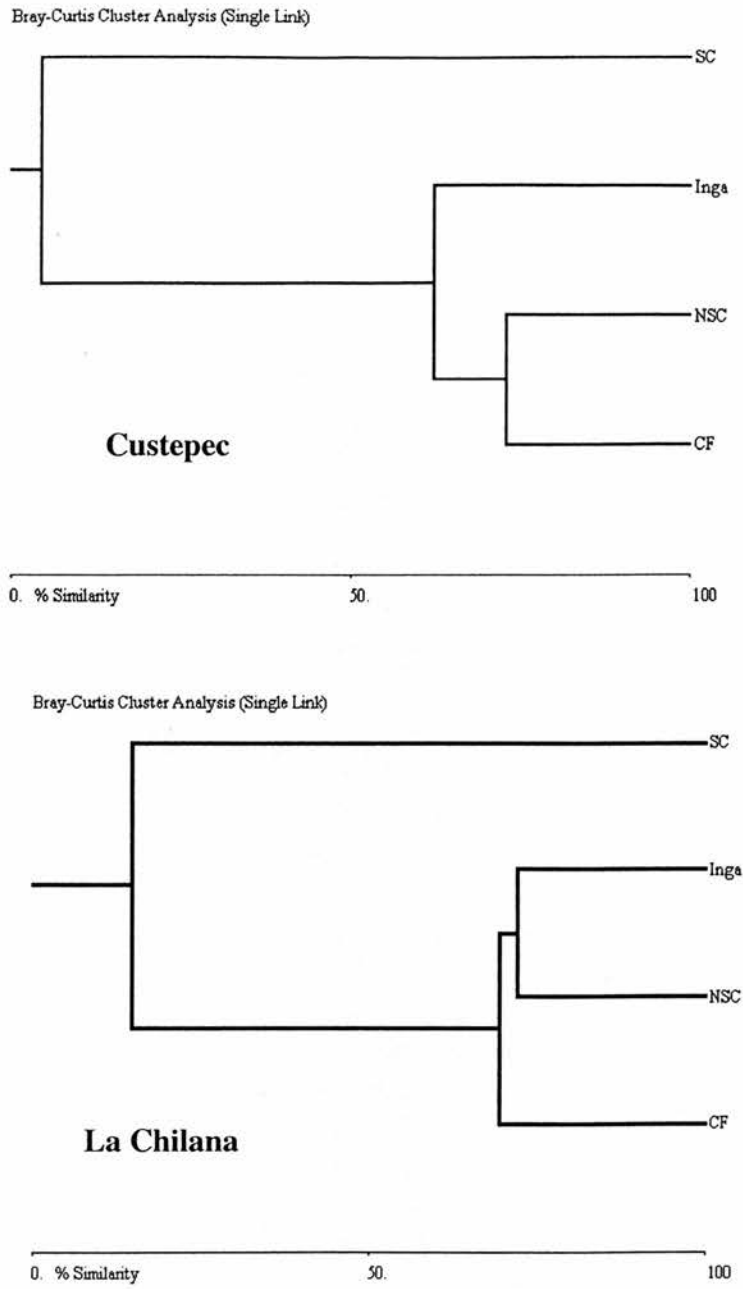 Bray-Curtis Cluster Analysis (Single Link)
SC
Inga
NSC
CF
Custepec
0. % Similarity 50. 100
Bray-Curtis Cluster Analysis (Single Link)
SC
Inga
NSC
CF
La Chilana
0. % Similarity 50. 100